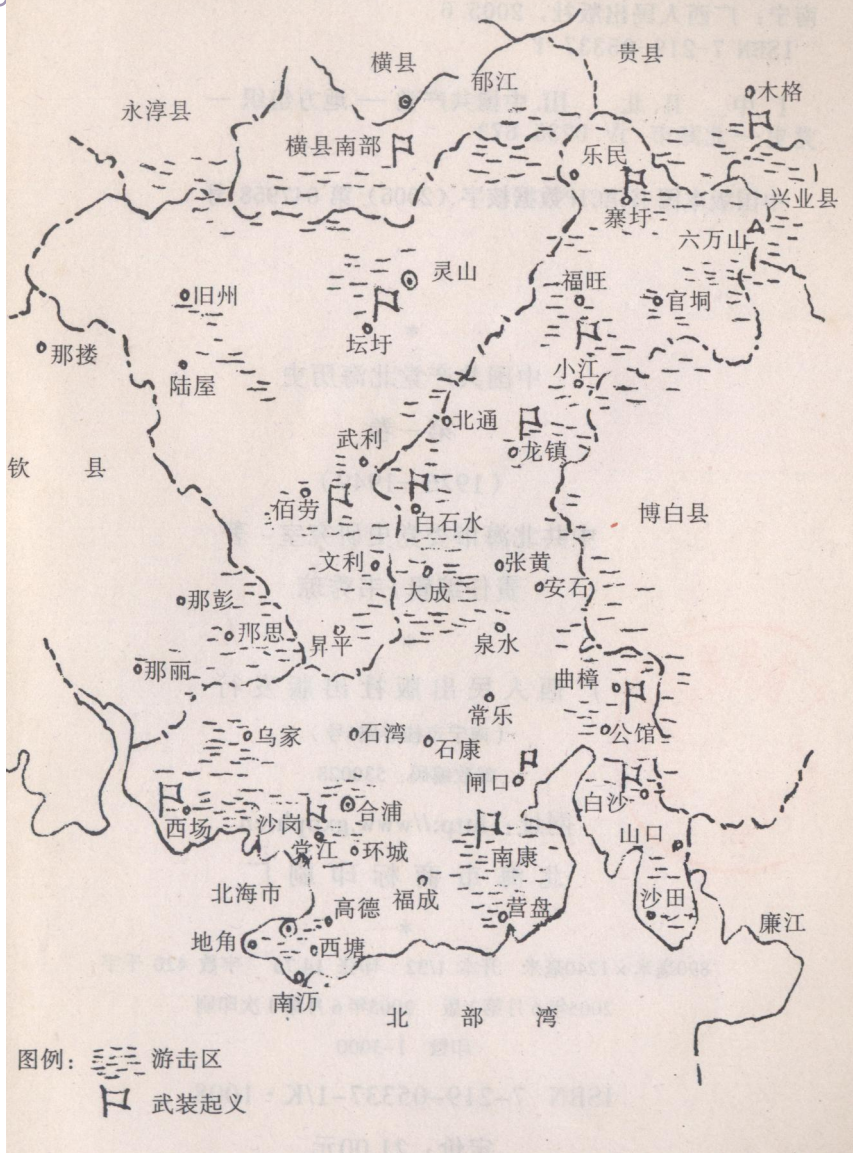 横县
郁江
贵县
木格
永淳县
横县南部
乐民
兴业县
寨圩
六万山
灵山
旧州
福旺
官垌
那搂
坛圩
陆屋
小江
北通
武利
龙镇
钦 县
佰劳
白石水
博白县
文利
大成
张黄
安石
那彭
那思
昇平
泉水
那丽
曲樟
常乐
乌家
石湾
石康
公馆
闸口
白沙
西场
沙岗
合浦
山口
党江
环城
南康
北海市
福成
沙田
高德
营盘
廉江
地角
西塘
南沥
北 部 湾
图例：
游击区
武装起义